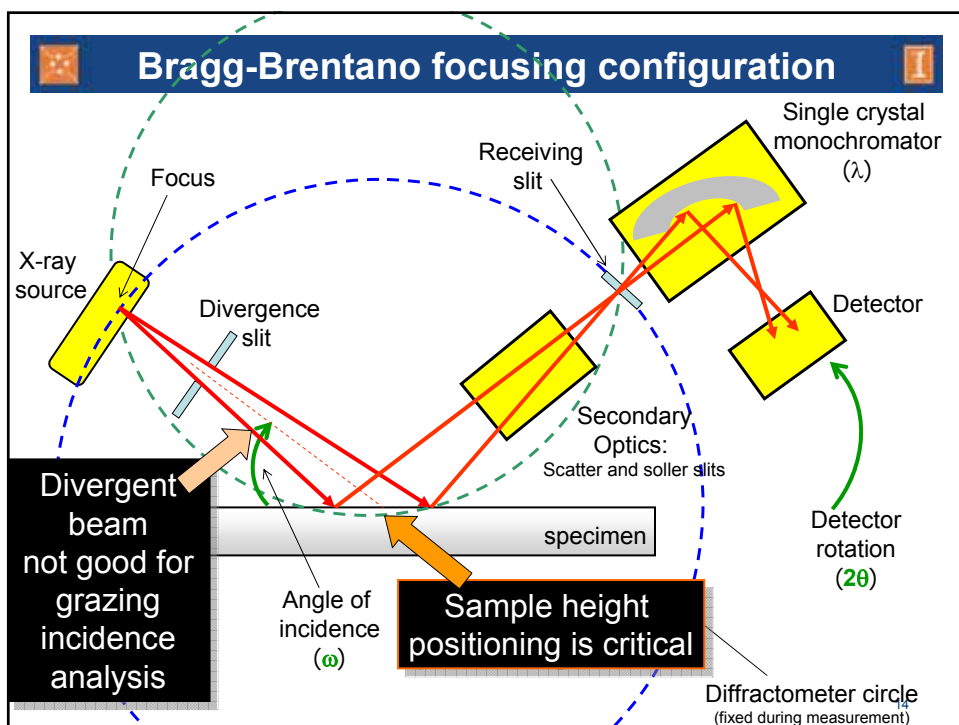 Bragg-Brentano focusing configuration
Single crystal
monochromator
(λ)
Receiving
slit
Focus
X-ray
source
Divergence
slit
Detector
Secondary
Optics:
Scatter and soller slits
Divergent
beam
not good for
grazing
incidence
analysis
specimen
Angle of
incidence
(ω)
Sample height
positioning is critical
Detector
rotation
(2θ)
Diffractometer circle
(fixed during measurement)
14